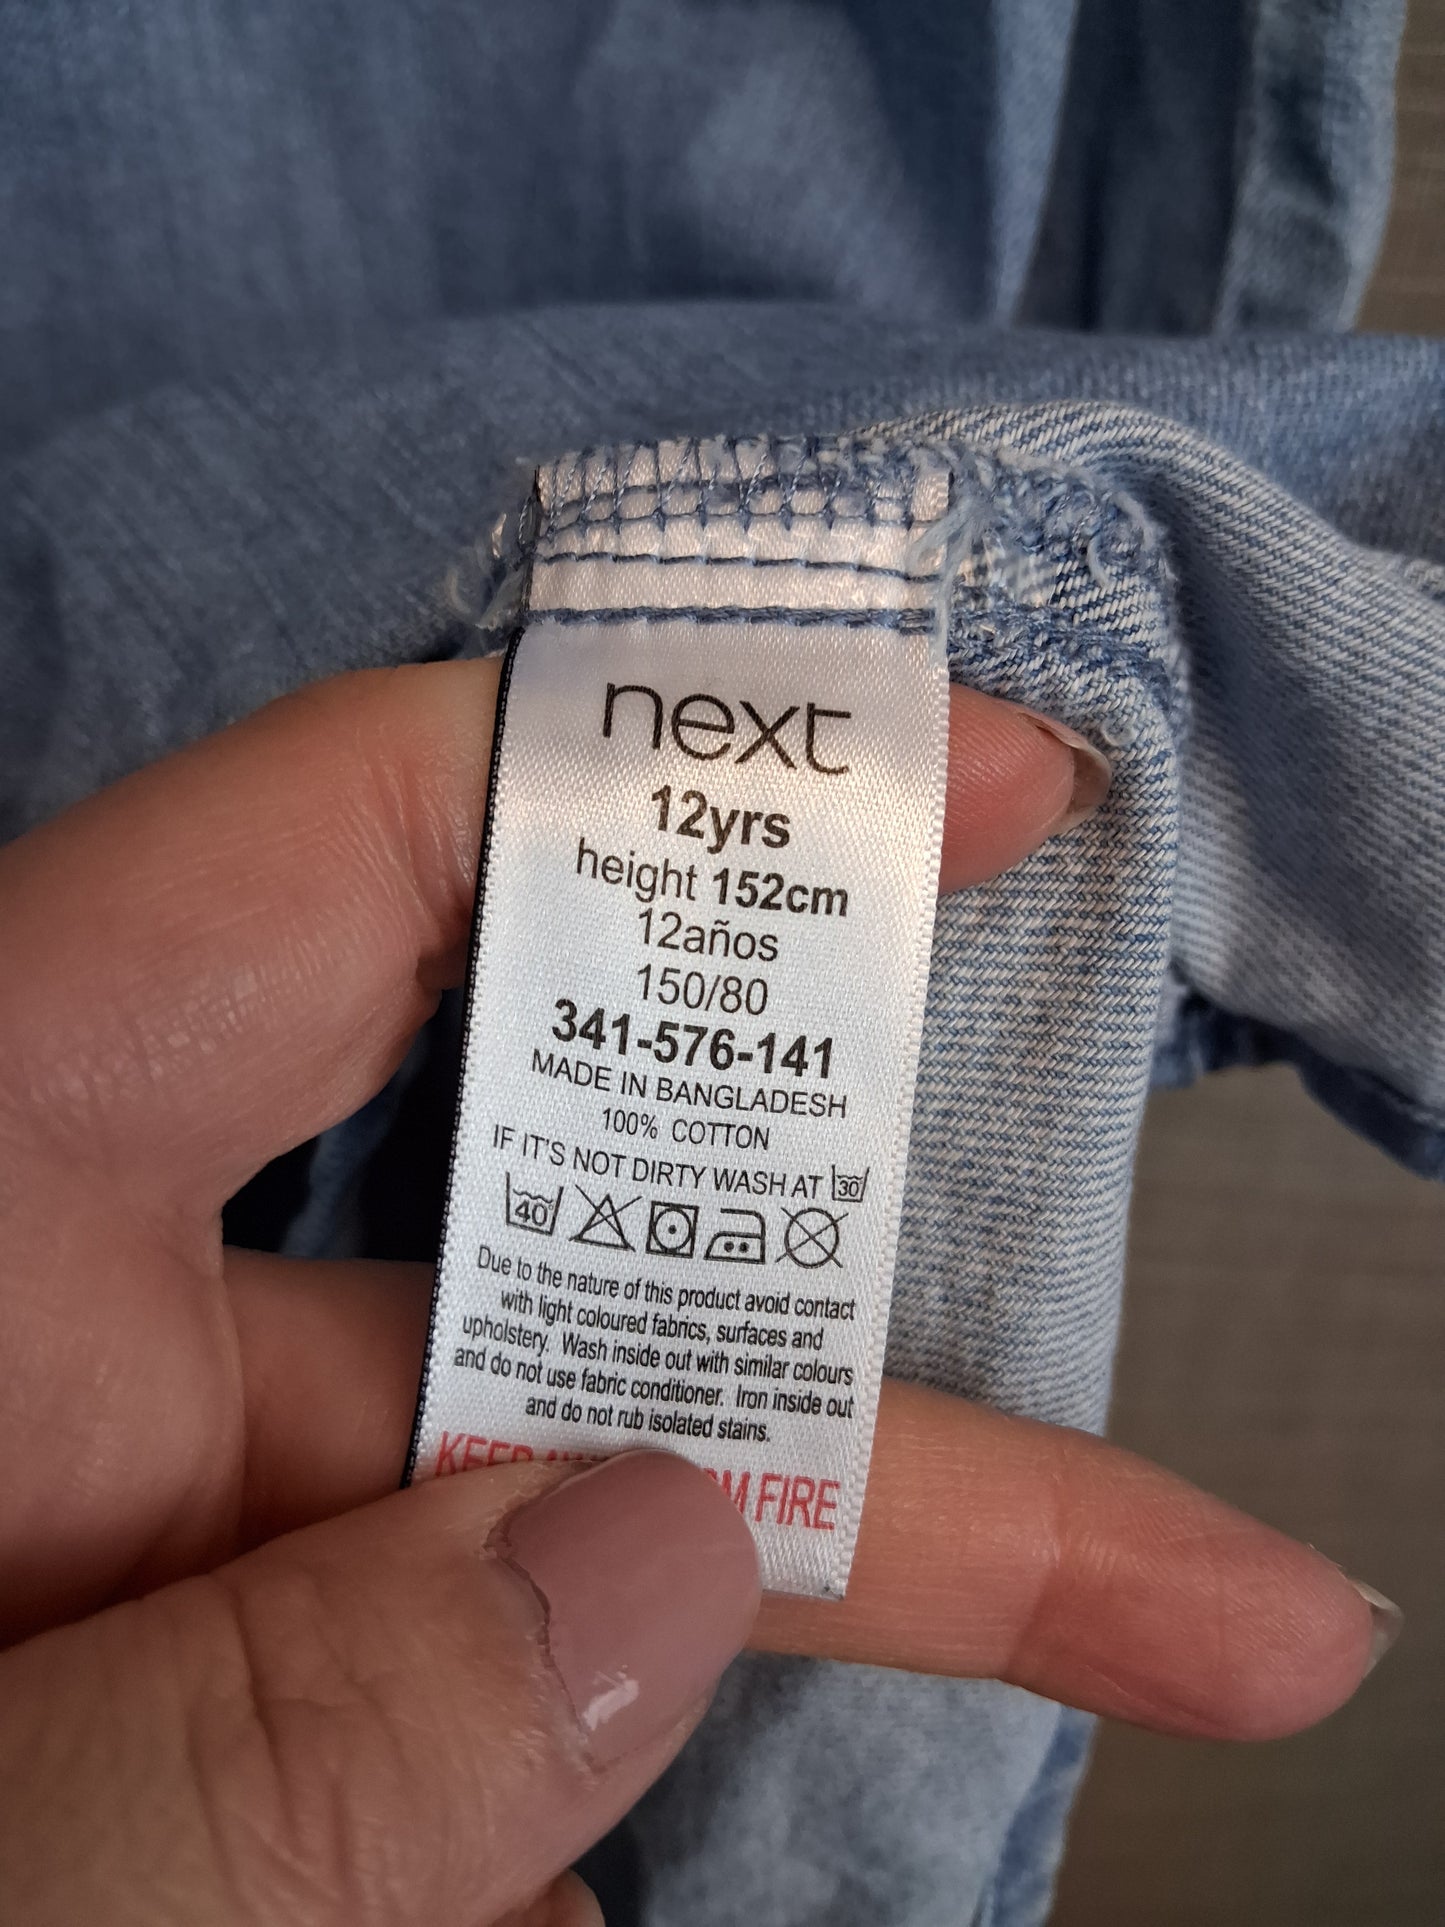 next
12yrs
height 152cm
12años
150/80
341-576-141
MADE IN BANGLADESH
100% COTTON
IF IT'S NOT DIRTY WASH AT 30
40
Due to the nature of this product avoid contact
with light coloured fabrics, surfaces and
upholstery. Wash inside out with similar colours
and do not use fabric conditioner. Iron inside out
and do not rub isolated stains.
KEEP FIRE